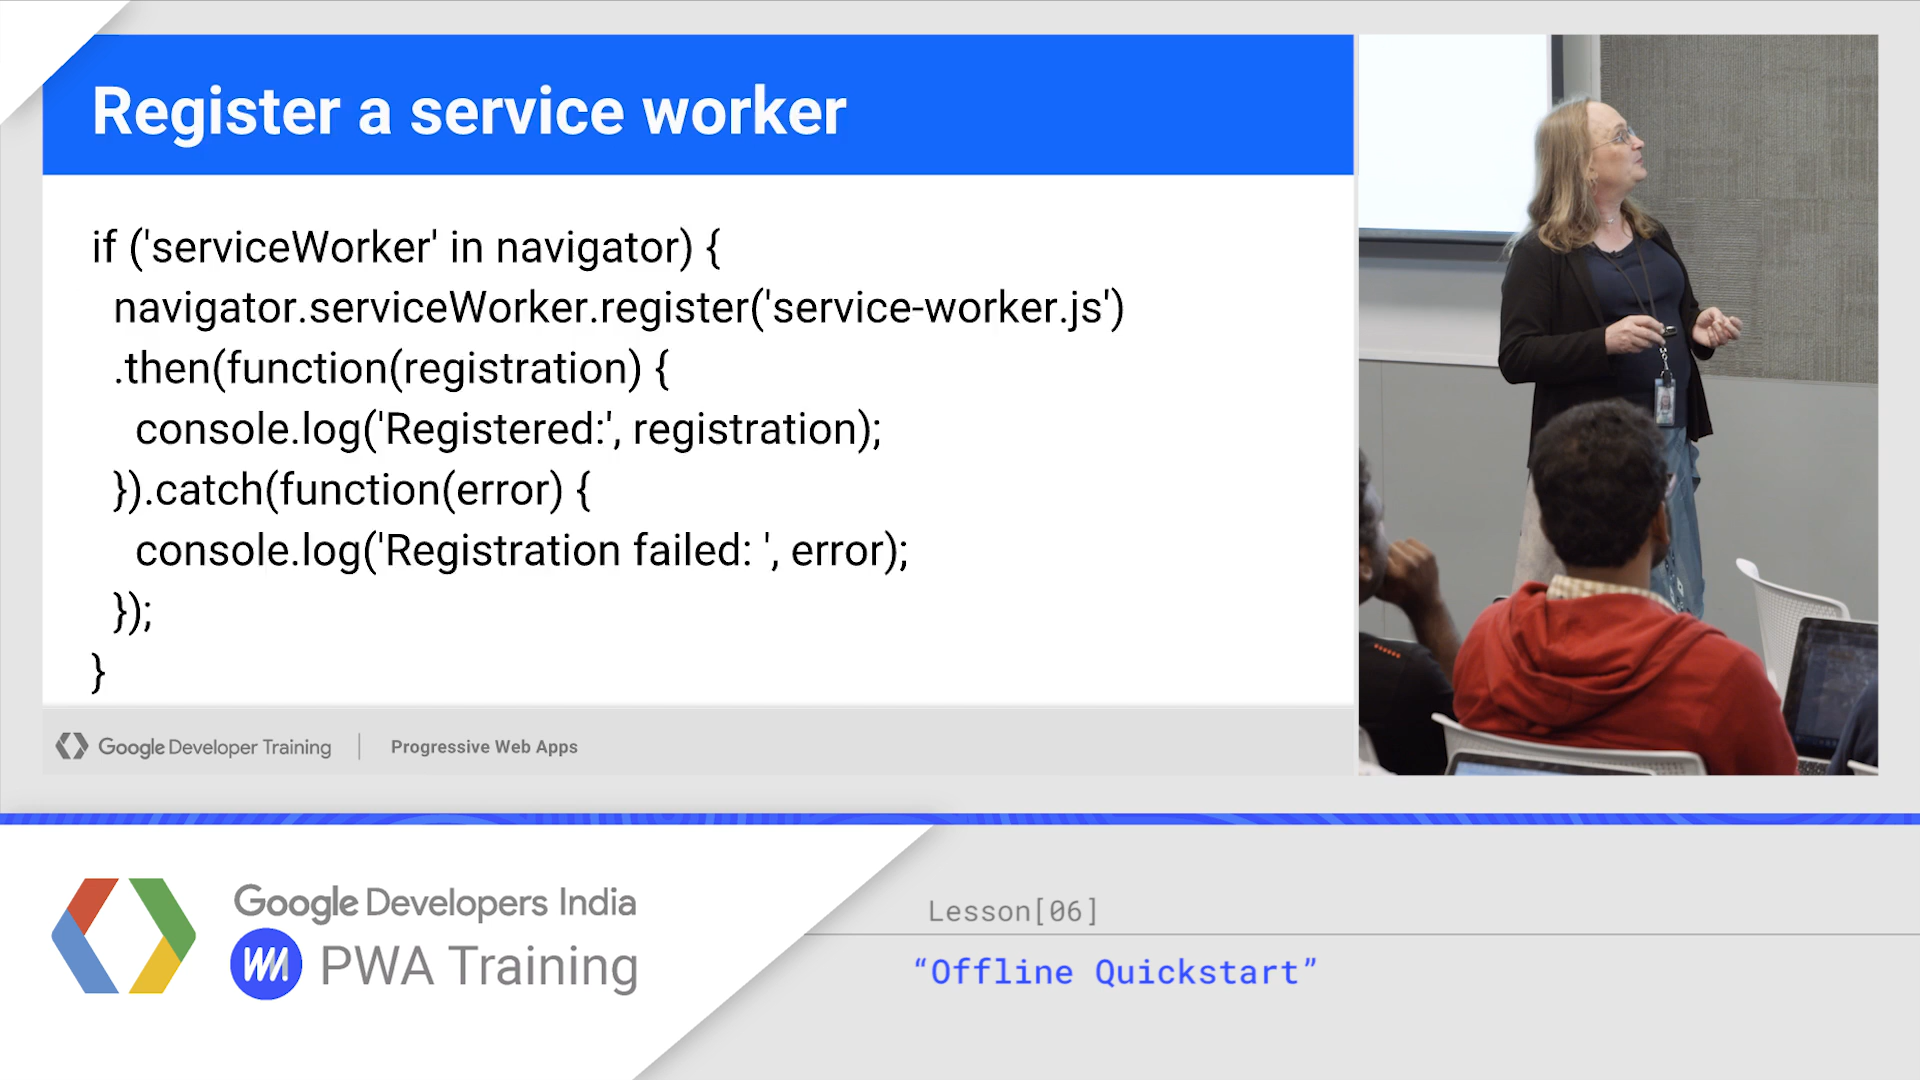 Register a service worker
if ('serviceWorker' in navigator) {
navigator.serviceWorker.register('service-worker.js')
.then(function(registration) {
console.log('Registered:', registration);
}).catch(function(error) {
console.log('Registration failed: ', error);
});
}
Google Developer Training | Progressive Web Apps
Google Developers India
PWA Training
Lesson[06]
“Offline Quickstart”